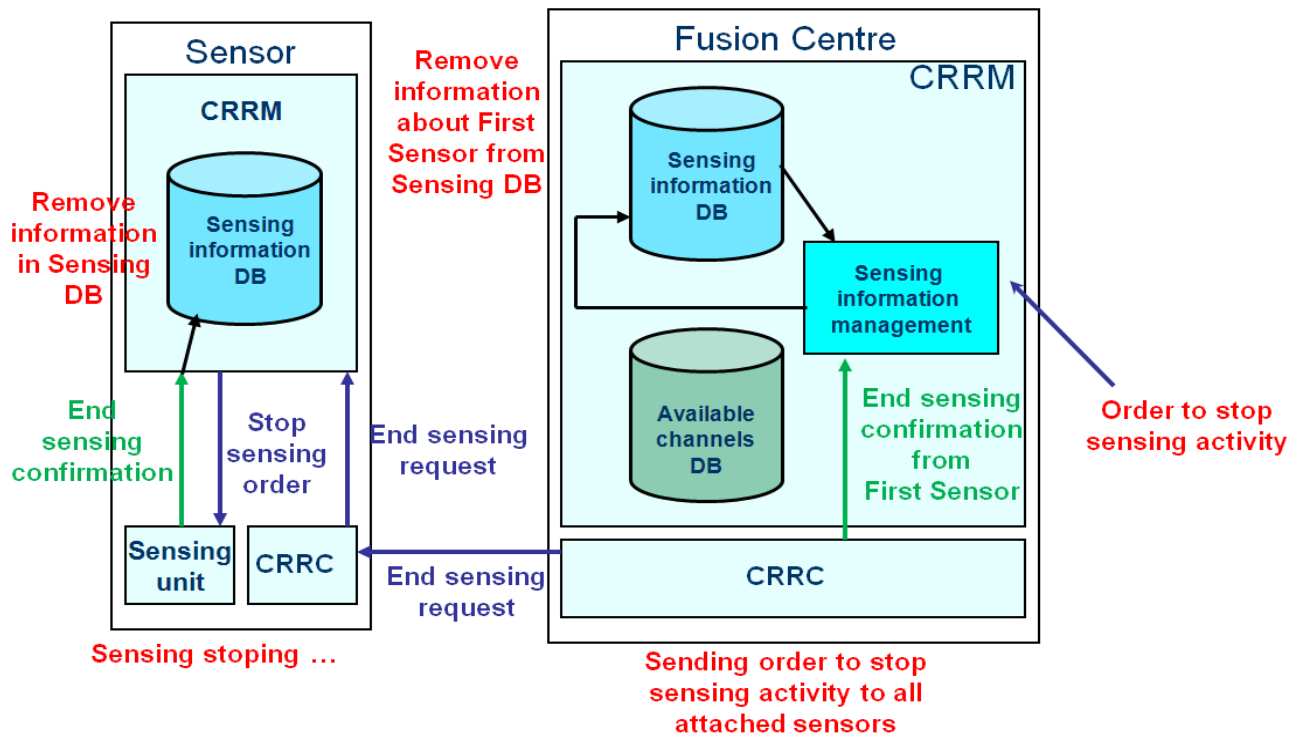 Sensor
CRRM
Sensing
information
DB
Remove
information
in Sensing
DB
End
sensing
confirmation
Stop
sensing
order
End sensing
request
Sensing
unit
CRRC
Sensing stoping …
Remove
information
about First
Sensor from
Sensing DB
End sensing
request
Fusion Centre
CRRM
Sensing
information
DB
Sensing
information
management
Available
channels
DB
End sensing
confirmation
from
First Sensor
Order to stop
sensing activity
CRRC
Sending order to stop
sensing activity to all
attached sensors